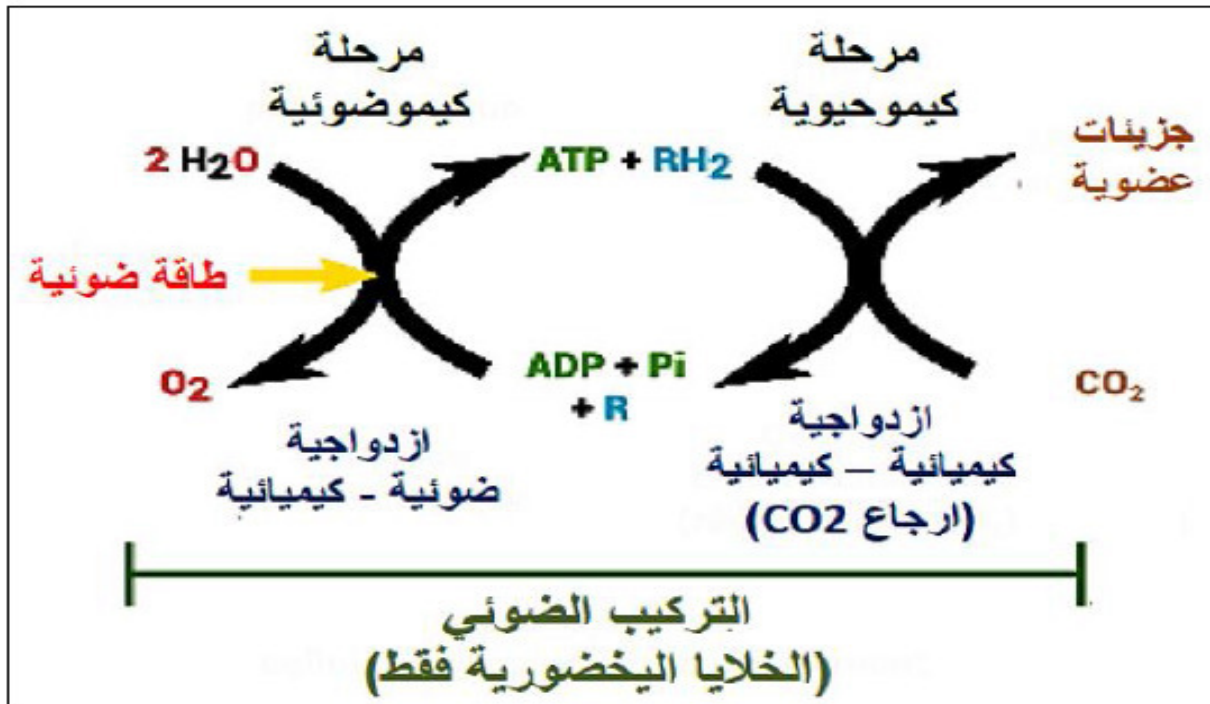 مرحلة
كيموضوئية
مرحلة
كيموحيوية
2 H2O
ATP + RH2
جزيئات
عضوية
طاقة ضوئية
O2
ADP + Pi
+ R
CO2
ازدواجية
ضوئية - كيميائية
ازدواجية
كيميائية – كيميائية
(ارجاع CO2)
التركيب الضوئي
(الخلايا اليخضورية فقط)